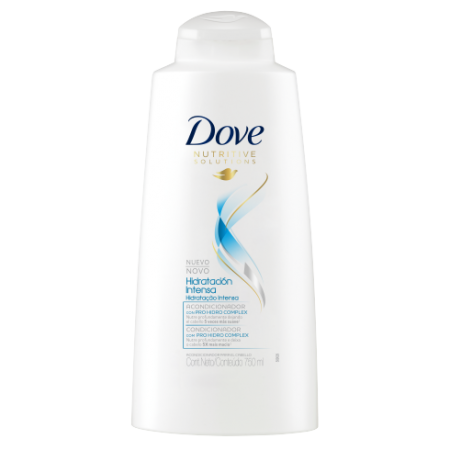 Dove
NUTRITIVE
SOLUTIONS
NUEVO
NOVO
Hidratación
Intensa
Hidratação Intensa
ACONDICIONADOR
CON PRO-HIDRO COMPLEX
CONDICIONADOR
COM PRO-HIDRO COMPLEX
Cont.Neto/Conteúdo 750 ml